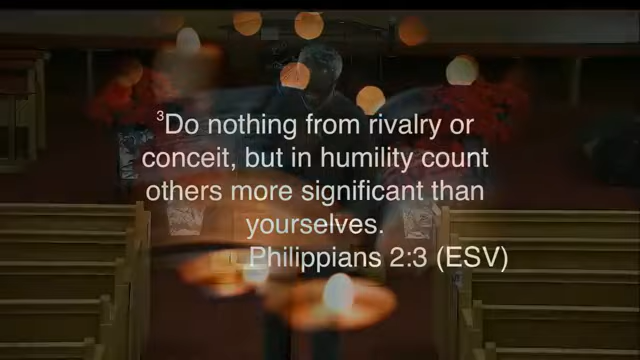 ³Do nothing from rivalry or
conceit, but in humility count
others more significant than
yourselves.
Philippians 2:3 (ESV)